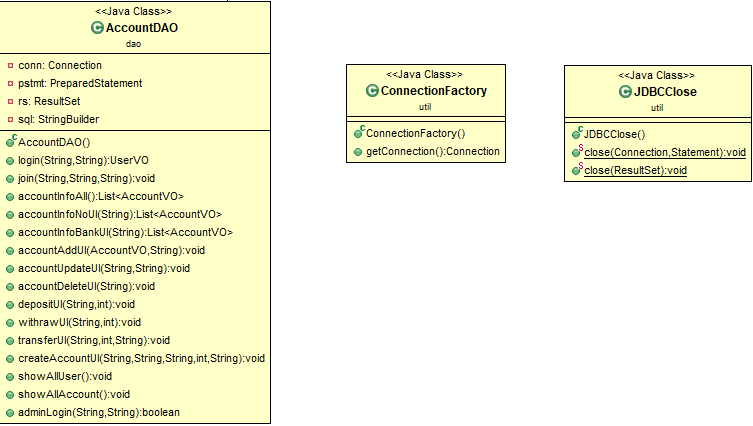 <<Java Class>>
AccountDAO
dao
conn: Connection
pstmt: PreparedStatement
rs: ResultSet
sql: StringBuilder
AccountDAO()
login(String,String):UserVO
join(String,String,String):void
accountInfoAll():List<AccountVO>
accountInfoNoUI(String):List<AccountVO>
accountInfoBankUI(String):List<AccountVO>
accountAddUI(AccountVO,String):void
accountUpdateUI(String,String):void
accountDeleteUI(String):void
depositUI(String,int):void
withrawUI(String,int):void
transferUI(String,int,String):void
createAccountUI(String,String,String,int,String):void
showAllUser():void
showAllAccount():void
adminLogin(String,String):boolean
<<Java Class>>
ConnectionFactory
util
ConnectionFactory()
getConnection():Connection
<<Java Class>>
JDBCClose
util
JDBCClose()
close(Connection,Statement):void
close(ResultSet):void